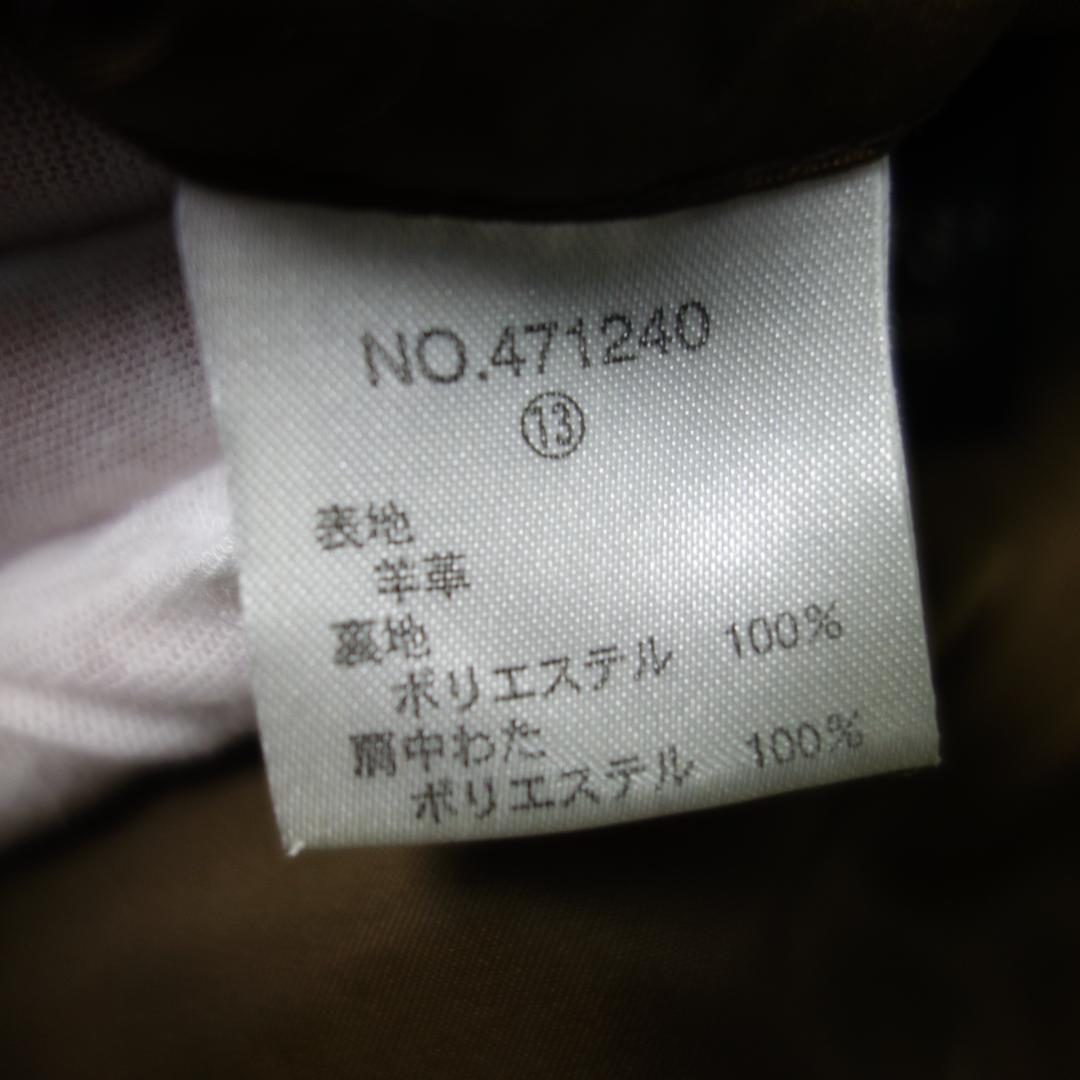 NO.471240
⑬
表地
羊革
裏地
ポリエステル 100%
肩中わた
ポリエステル 100%